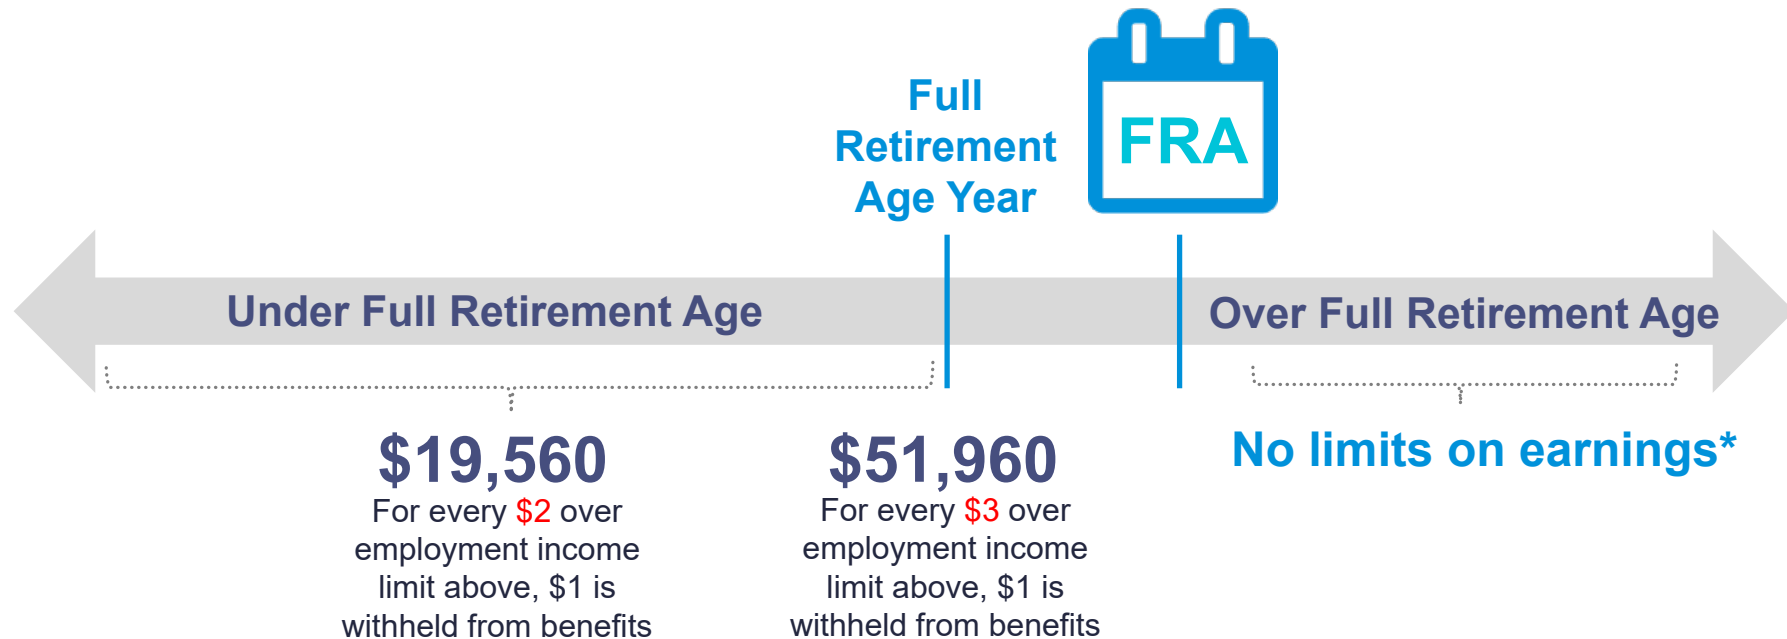 Full
Retirement
Age Year
FRA
Under Full Retirement Age
Over Full Retirement Age
$19,560
For every $2 over
employment income
limit above, $1 is
withheld from benefits
$51,960
For every $3 over
employment income
limit above, $1 is
withheld from benefits
No limits on earnings*